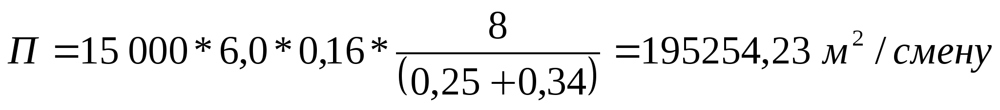 П = 15 000 * 6,0 * 0,16 * 8 / (0,25 + 0,34) = 195254,23 м² / смену